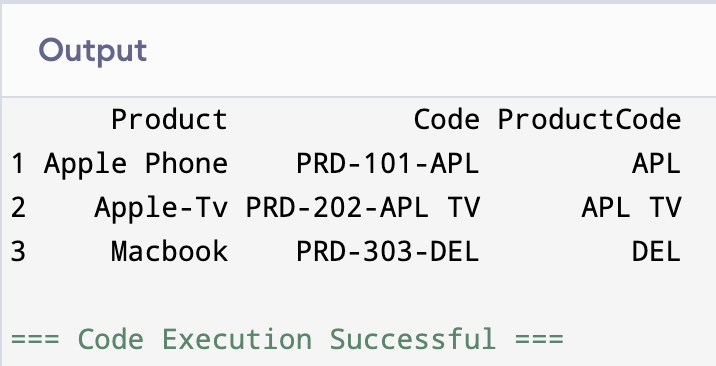 Output
Product Code ProductCode
1 Apple Phone PRD-101-APL APL
2 Apple-Tv PRD-202-APL TV APL TV
3 Macbook PRD-303-DEL DEL
=== Code Execution Successful ===